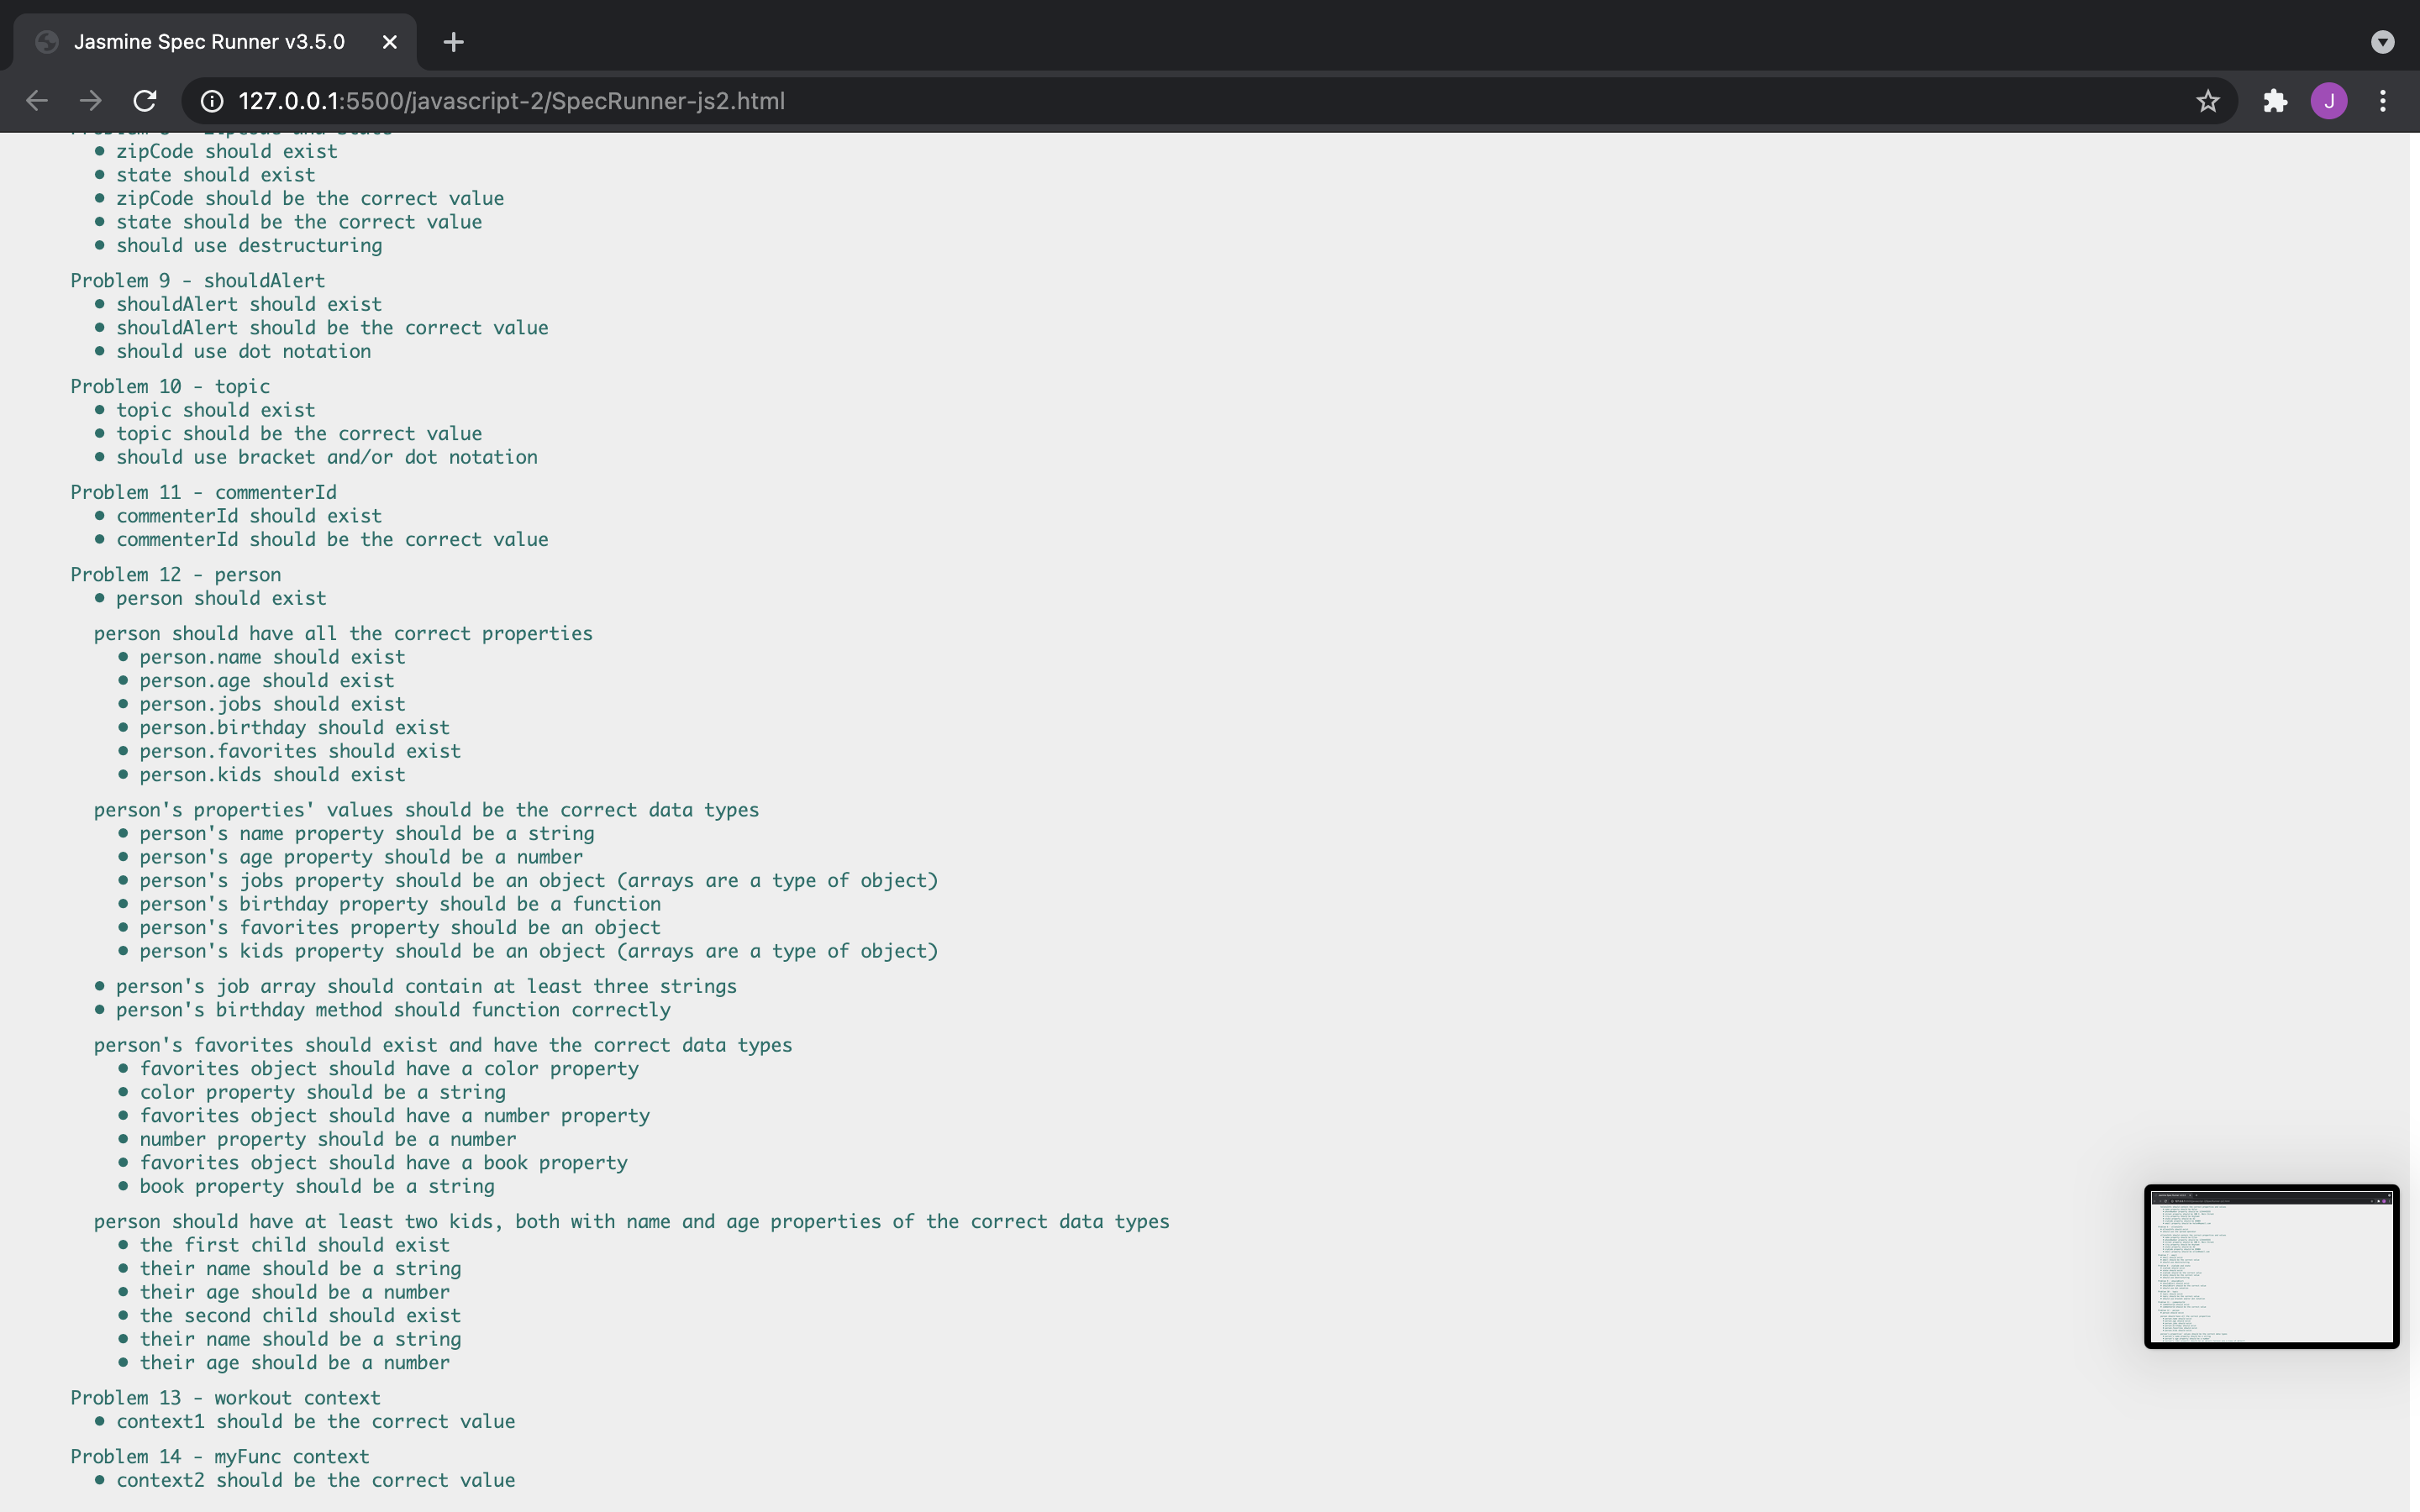 Jasmine Spec Runner v3.5.0
127.0.0.1:5500/javascript-2/SpecRunner-js2.html
J
• zipCode should exist
• state should exist
• zipCode should be the correct value
• state should be the correct value
• should use destructuring
Problem 9 - shouldAlert
• shouldAlert should exist
• shouldAlert should be the correct value
• should use dot notation
Problem 10 - topic
• topic should exist
• topic should be the correct value
• should use bracket and/or dot notation
Problem 11 - commenterId
• commenterId should exist
• commenterId should be the correct value
Problem 12 - person
• person should exist
person should have all the correct properties
• person.name should exist
• person.age should exist
• person.jobs should exist
• person.birthday should exist
• person.favorites should exist
• person.kids should exist
person's properties' values should be the correct data types
• person's name property should be a string
• person's age property should be a number
• person's jobs property should be an object (arrays are a type of object)
• person's birthday property should be a function
• person's favorites property should be an object
• person's kids property should be an object (arrays are a type of object)
• person's job array should contain at least three strings
• person's birthday method should function correctly
person's favorites should exist and have the correct data types
• favorites object should have a color property
• color property should be a string
• favorites object should have a number property
• number property should be a number
• favorites object should have a book property
• book property should be a string
person should have at least two kids, both with name and age properties of the correct data types
• the first child should exist
• their name should be a string
• their age should be a number
• the second child should exist
• their name should be a string
• their age should be a number
Problem 13 - workout context
• context1 should be the correct value
Problem 14 - myFunc context
• context2 should be the correct value